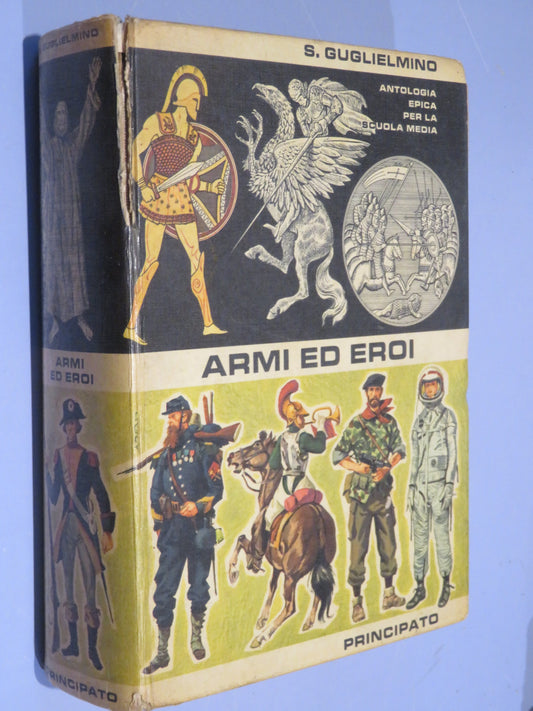 S. GUGLIELMINO
ANTOLOGIA
EPICA
PER LA
SCUOLA MEDIA
ARMI ED EROI
PRINCIPATO
S. GUGLIELMINO
ARMI
ED EROI
PRINCIPATO